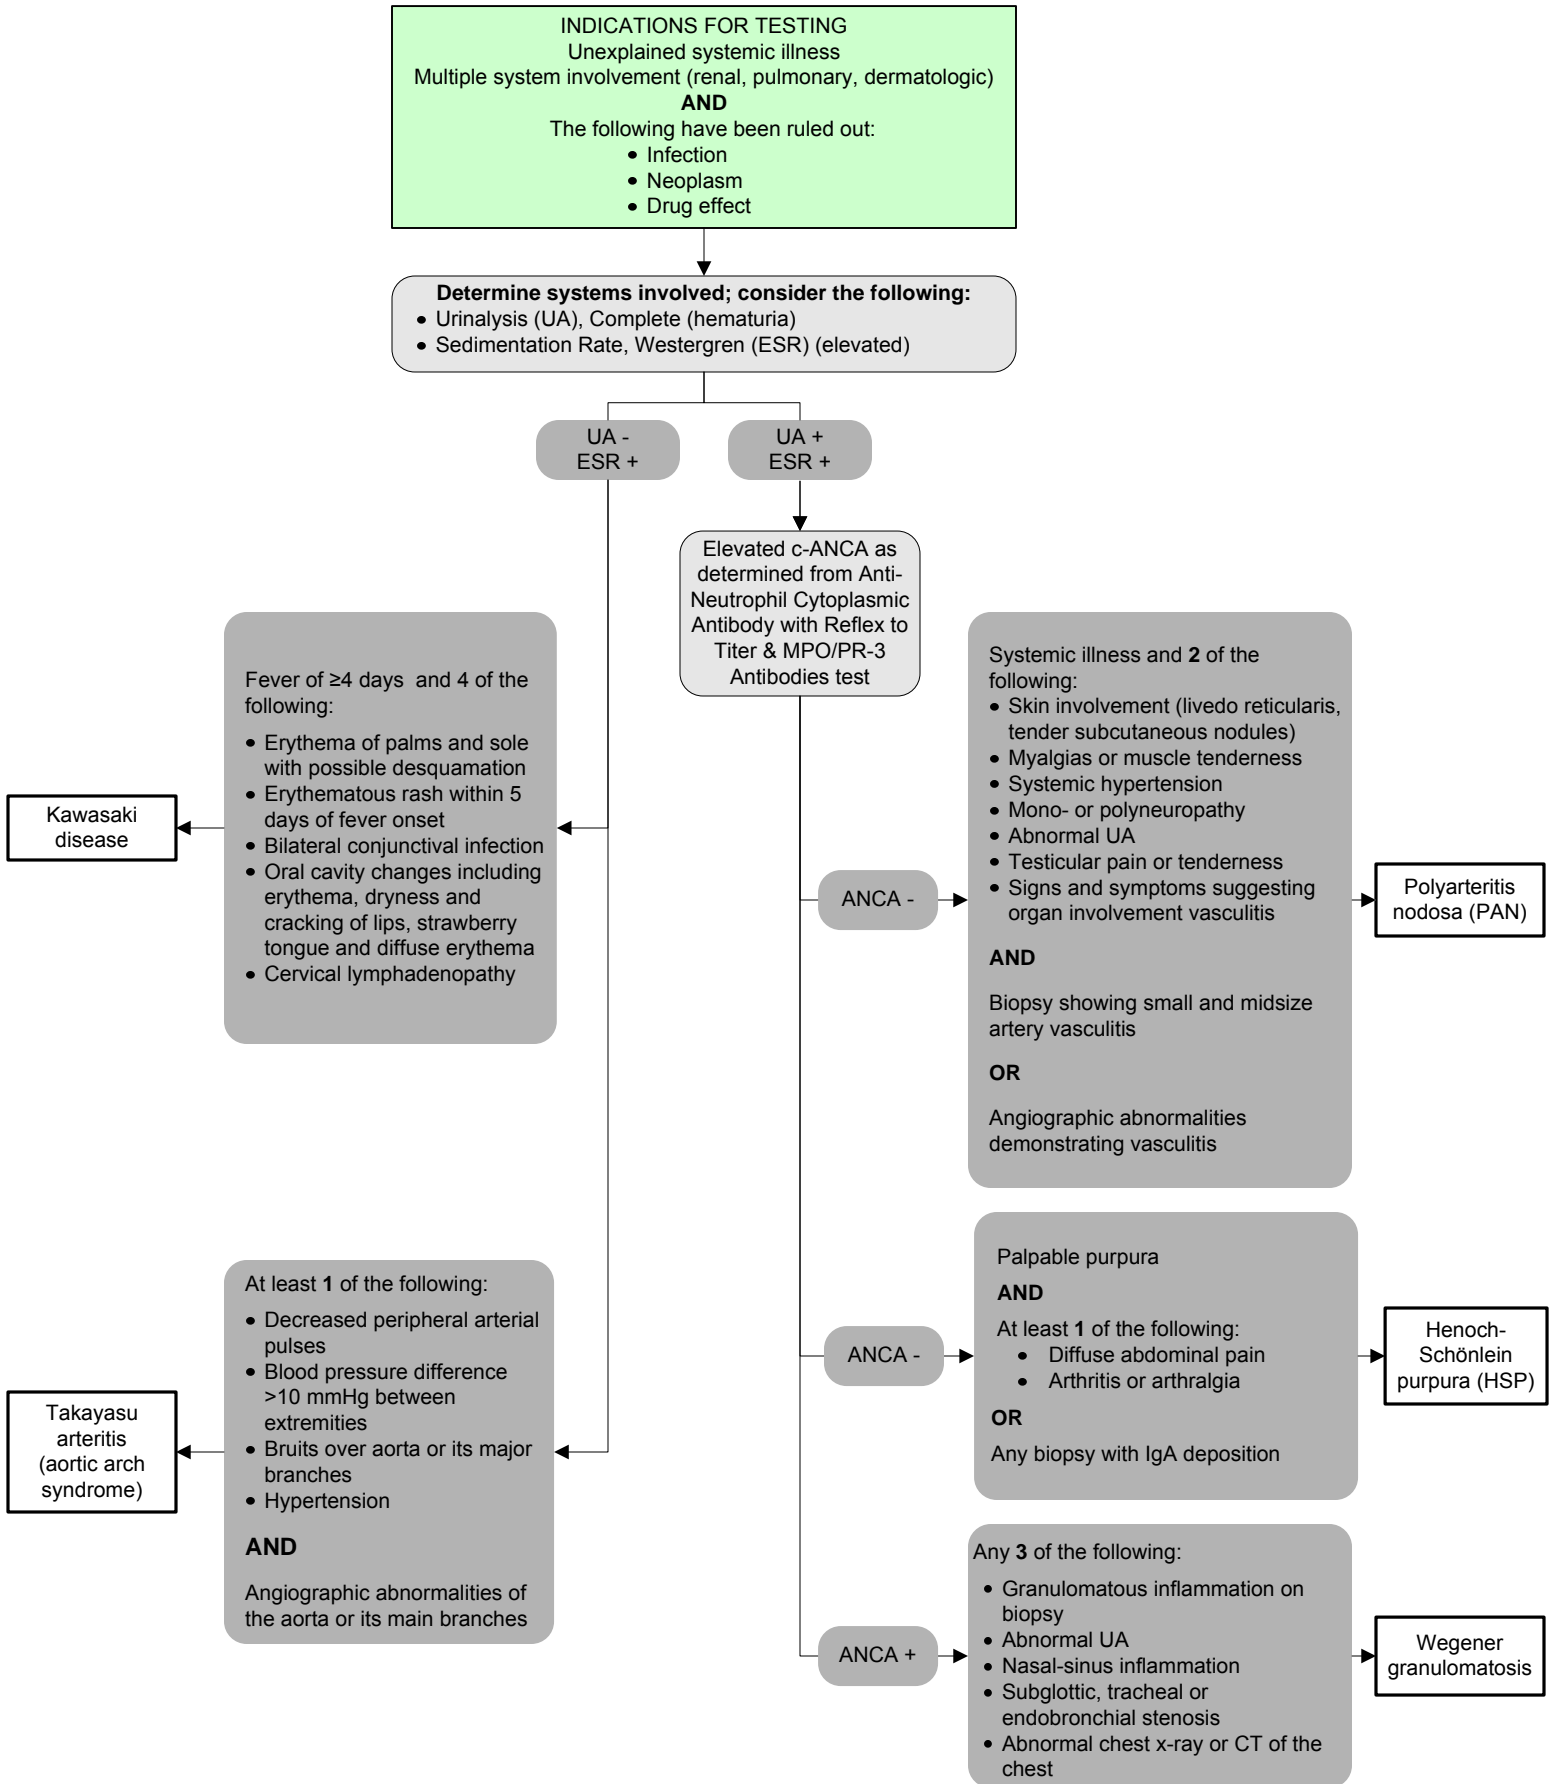 INDICATIONS FOR TESTING
Unexplained systemic illness
Multiple system involvement (renal, pulmonary, dermatologic)
AND
The following have been ruled out:
• Infection
• Neoplasm
• Drug effect
Determine systems involved; consider the following:
• Urinalysis (UA), Complete (hematuria)
• Sedimentation Rate, Westergren (ESR) (elevated)
UA -
ESR +
UA +
ESR +
Elevated c-ANCA as
determined from Anti-
Neutrophil Cytoplasmic
Antibody with Reflex to
Titer & MPO/PR-3
Antibodies test
Fever of ≥4 days and 4 of the
following:
• Erythema of palms and sole
with possible desquamation
• Erythematous rash within 5
days of fever onset
• Bilateral conjunctival infection
• Oral cavity changes including
erythema, dryness and
cracking of lips, strawberry
tongue and diffuse erythema
• Cervical lymphadenopathy
Kawasaki
disease
Systemic illness and 2 of the
following:
• Skin involvement (livedo reticularis,
tender subcutaneous nodules)
• Myalgias or muscle tenderness
• Systemic hypertension
• Mono- or polyneuropathy
• Abnormal UA
• Testicular pain or tenderness
• Signs and symptoms suggesting
organ involvement vasculitis
AND
Biopsy showing small and midsize
artery vasculitis
OR
Angiographic abnormalities
demonstrating vasculitis
ANCA -
Polyarteritis
nodosa (PAN)
At least 1 of the following:
• Decreased peripheral arterial
pulses
• Blood pressure difference
>10 mmHg between
extremities
• Bruits over aorta or its major
branches
• Hypertension
AND
Angiographic abnormalities of
the aorta or its main branches
Takayasu
arteritis
(aortic arch
syndrome)
ANCA -
Palpable purpura
AND
At least 1 of the following:
• Diffuse abdominal pain
• Arthritis or arthralgia
OR
Any biopsy with IgA deposition
Henoch-
Schönlein
purpura (HSP)
ANCA +
Any 3 of the following:
• Granulomatous inflammation on
biopsy
• Abnormal UA
• Nasal-sinus inflammation
• Subglottic, tracheal or
endobronchial stenosis
• Abnormal chest x-ray or CT of the
chest
Wegener
granulomatosis